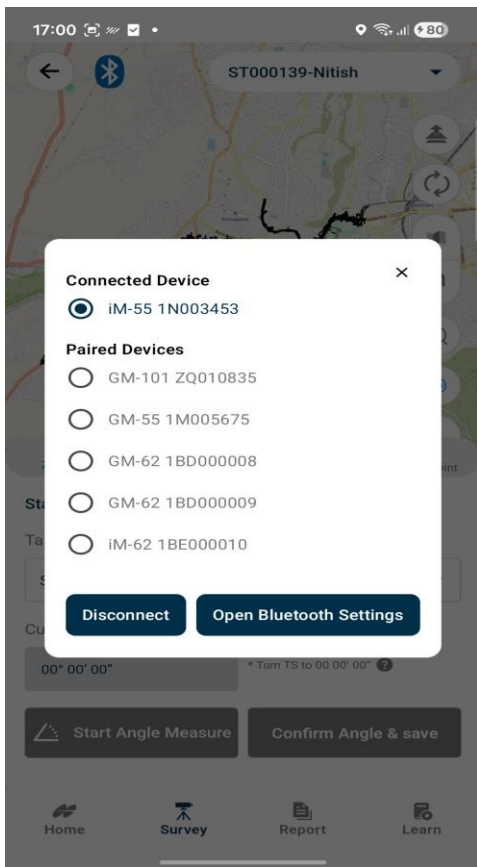 17:00
80
ST000139-Nitish
Connected Device
iM-55 1N003453
Paired Devices
GM-101 ZQ010835
GM-55 1M005675
GM-62 1BD000008
GM-62 1BD000009
iM-62 1BE000010
Disconnect
Open Bluetooth Settings
00° 00' 00"
* Turn TS to 00 00' 00" ?
Start Angle Measure
Confirm Angle & save
Home
Survey
Report
Learn